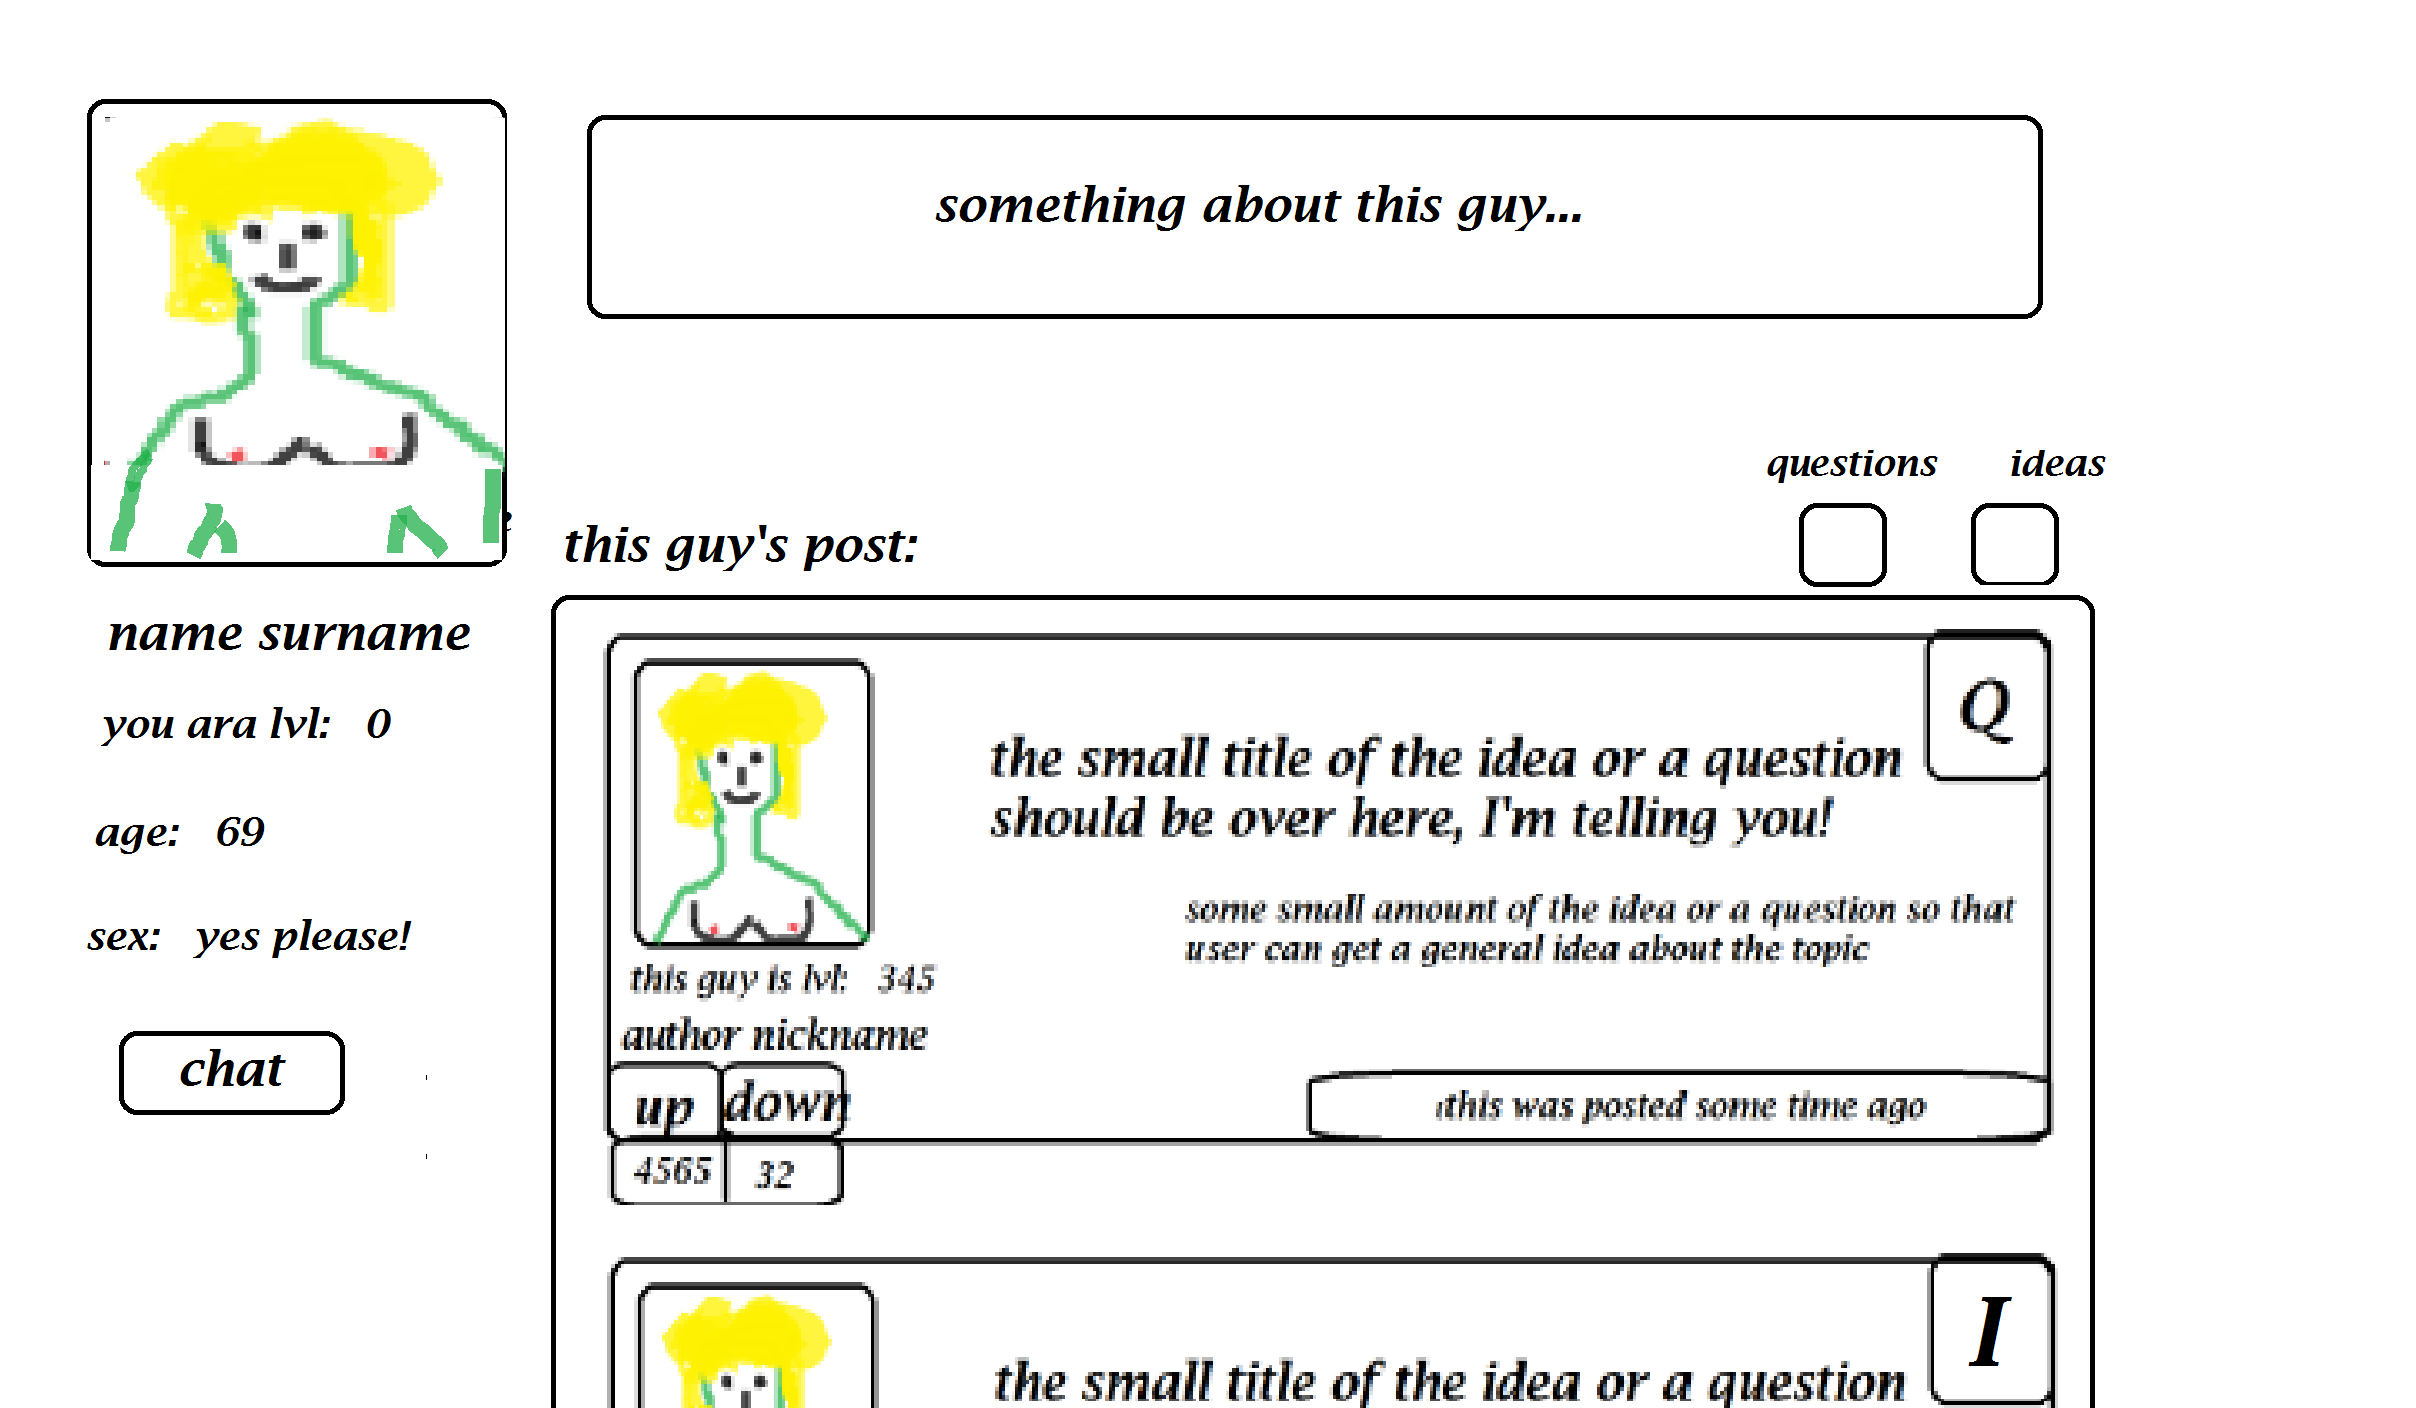 something about this guy...
questions ideas
this guy's post:
name surname
you ara lvl: 0
age: 69
sex: yes please!
chat
Q
the small title of the idea or a question
should be over here, I'm telling you!
some small amount of the idea or a question so that
user can get a general idea about the topic
this guy is lvl: 345
author nickname
up down
this was posted some time ago
4565 32
I
the small title of the idea or a question